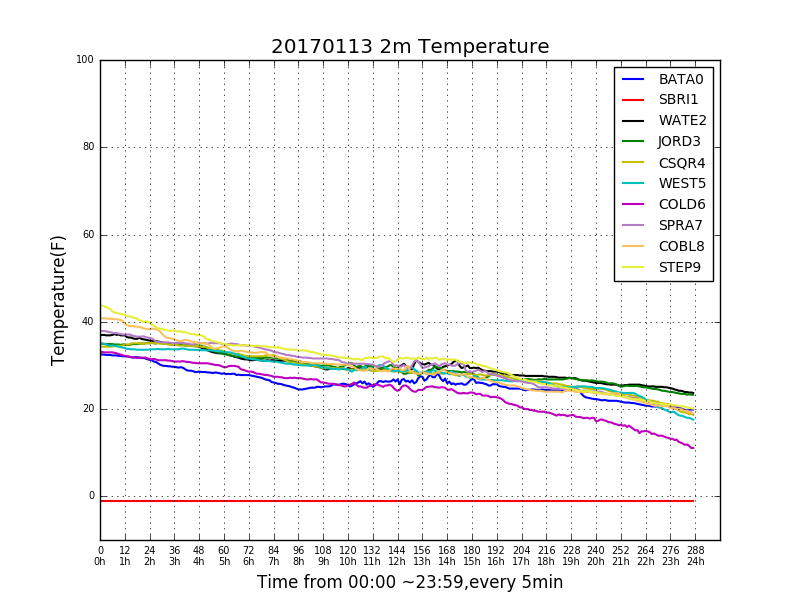 20170113 2m Temperature
100
80
60
40
20
0
Temperature(F)
BATA0
SBRI1
WATE2
JORD3
CSQR4
WEST5
COLD6
SPRA7
COBL8
STEP9
0 12 24 36 48 60 72 84 96 108 120 132 144 156 168 180 192 204 216 228 240 252 264 276 288
0h 1h 2h 3h 4h 5h 6h 7h 8h 9h 10h 11h 12h 13h 14h 15h 16h 17h 18h 19h 20h 21h 22h 23h 24h
Time from 00:00 ~23:59,every 5min